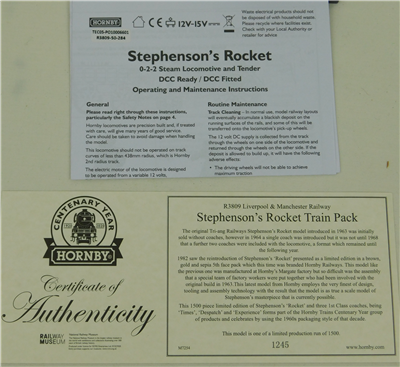 HORNBY
TEC05-PO10006601
R5806-50-284
12V-15V
Waste electrical products should not
be disposed of with household waste.
Please recycle where facilities exist.
Check with your Local Authority or
retailer for advice.
Stephenson's Rocket
0-2-2 Steam Locomotive and Tender
DCC Ready / DCC Fitted
Operating and Maintenance Instructions
General
Please read right through these instructions,
particularly the Safety Notes on page 4.
Hornby locomotives are precision built and, if treated
with care, will give many years of good service.
Care should be taken to avoid damage when handling
the model.
This locomotive should not be operated on track
curves of less than 438mm radius, which is Hornby
2nd radius track.
The electric motor of the locomotive is designed
to be operated from a variable 12 volts.
Routine Maintenance
Track Cleaning – In normal use, model railway layouts
will eventually accumulate a blackish deposit on the
running surfaces of the rails, and some of this will be
transferred onto the locomotive's pick-up wheels.
The 12 volt DC supply is collected from the track
through the wheels on one side of the locomotive and
returned through the wheels on the other side. If the
deposit is allowed to build up, it will have the following
adverse effects:
• The driving wheels will not be able to achieve
maximum traction
CENTENARY YEAR
HORNBY
Certificate of
Authenticity
RAILWAY
MUSEUM
R3809 Liverpool & Manchester Railway
Stephenson's Rocket Train Pack
The original Tri-ang Railways Stephenson's Rocket model introduced in 1963 was initially
sold without coaches, however in 1964 a single coach was introduced but it was not until 1968
that a further two coaches were included with the locomotive, a format which remained until
the following year.
1982 saw the reintroduction of Stephenson's 'Rocket' presented as a limited edition in a brown,
gold and sepia 5th face pack which this time was branded Hornby Railways. This model like
the previous one was manufactured at Hornby's Margate factory but so difficult was the assembly
that a special team of factory workers were put together who had been involved with the
original build in 1963. This latest model from Hornby employs the very finest of design,
tooling and assembly technology with the result that the model is as true a scale model of
Stephenson's masterpiece that is currently possible.
This 1500 piece limited edition of Stephenson's 'Rocket' and three 1st Class coaches, being
'Times', 'Despatch' and 'Experience' forms part of the Hornby Trains Centenary Year group
of products and celebrates by using the 1960s packaging style of that decade.
This model is one of a limited production run of 1500.
1245
www.hornby.com